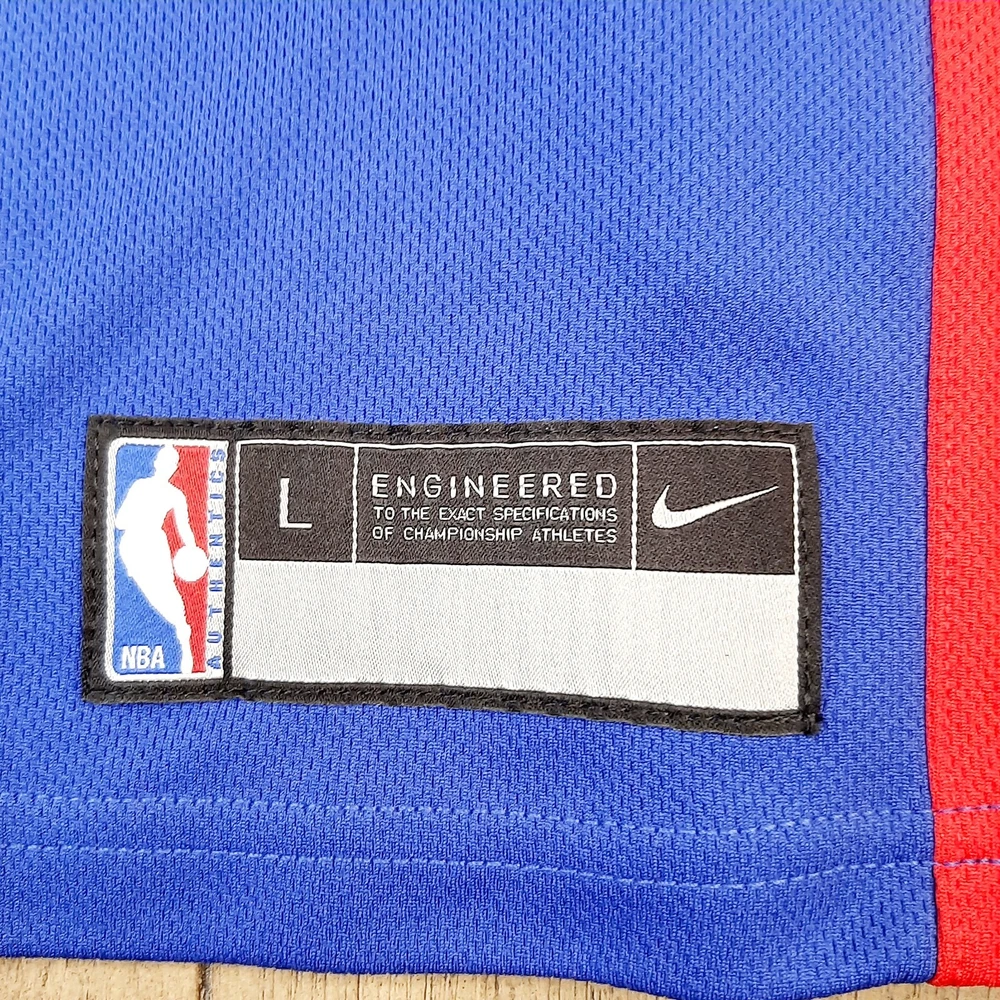 NBA
AUTHENTICS
L
ENGINEERED
TO THE EXACT SPECIFICATIONS
OF CHAMPIONSHIP ATHLETES